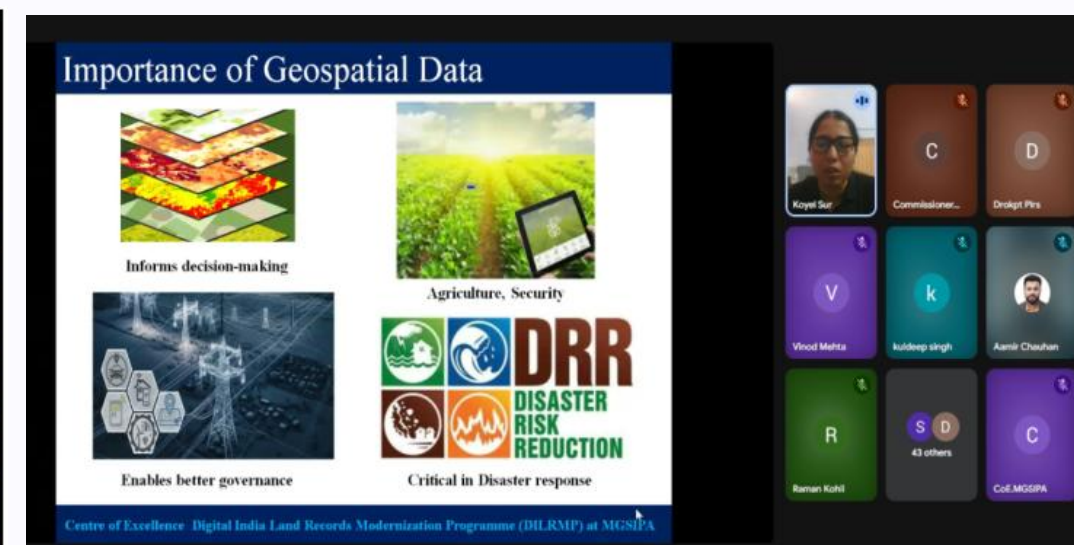 Importance of Geospatial Data
Informs decision-making
Agriculture, Security
DRR
DISASTER
RISK
REDUCTION
Enables better governance
Critical in Disaster response
Centre of Excellence Digital India Land Records Modernization Programme (DILRMP) at MGSIPA
Koyel Sur
C
Commissioner...
D
Drokpt Plrs
V
Vinod Mehta
k
kuldeep singh
Aamir Chauhan
R
Raman Kohli
S D
43 others
C
CoE.MGSIPA